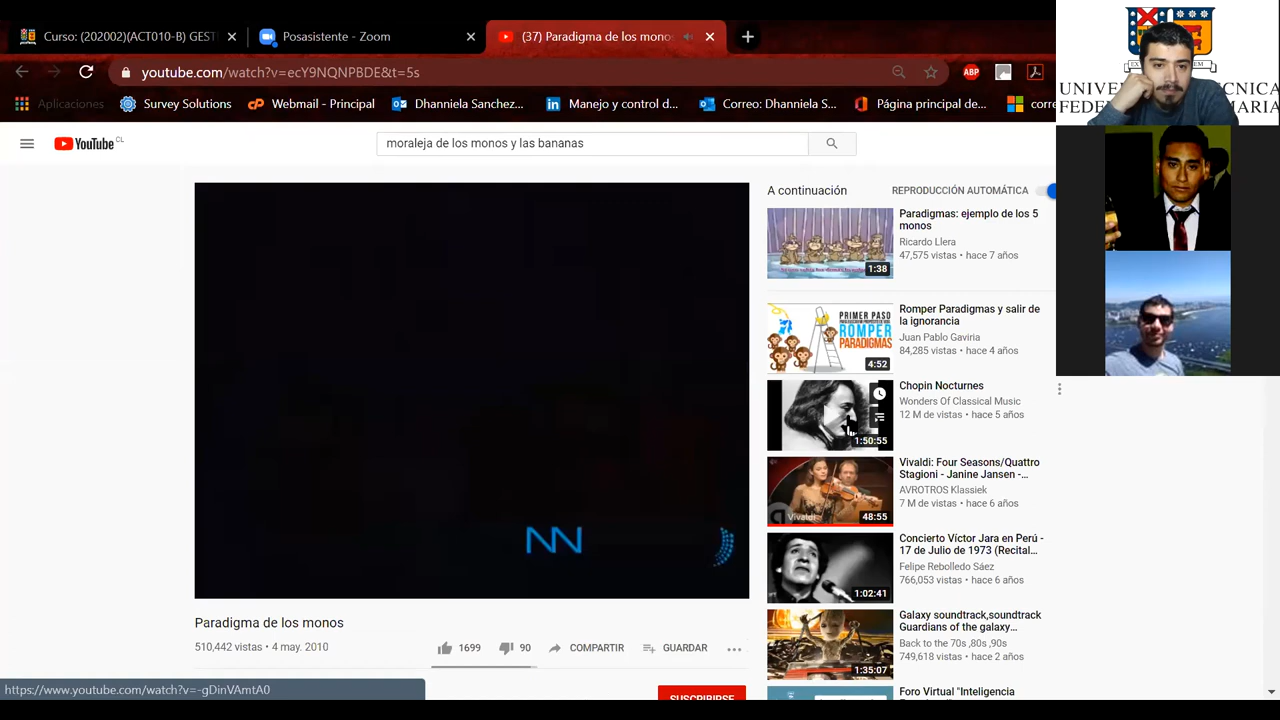 Curso: (202002)(ACT010-B) GEST
Posasistente - Zoom
(37) Paradigma de los monos
youtube.com/watch?v=ecY9NQNPBDE&t=5s
ABP
Aplicaciones
Survey Solutions
Webmail - Principal
Dhanniela Sanchez...
Manejo y control d...
Correo: Dhanniela S...
Página principal de...
corre
YouTube CL
moraleja de los monos y las bananas
NN
Paradigma de los monos
510,442 vistas • 4 may. 2010
1699
90
COMPARTIR
GUARDAR
SUSCRIBIRSE
https://www.youtube.com/watch?v=-gDinVAmtA0
A continuación
REPRODUCCIÓN AUTOMÁTICA
Paradigmas: ejemplo de los 5
monos
Ricardo Llera
47,575 vistas • hace 7 años
1:38
PRIMER PASO
ROMPER
PARADIGMAS
4:52
Romper Paradigmas y salir de
la ignorancia
Juan Pablo Gaviria
84,285 vistas • hace 4 años
1:50:55
Chopin Nocturnes
Wonders Of Classical Music
12 M de vistas • hace 5 años
Vivaldi
48:55
Vivaldi: Four Seasons/Quattro
Stagioni - Janine Jansen -...
AVROTROS Klassiek
7 M de vistas • hace 6 años
1:02:41
Concierto Víctor Jara en Perú -
17 de Julio de 1973 (Recital...
Felipe Rebolledo Sáez
766,053 vistas • hace 6 años
1:35:07
Galaxy soundtrack,soundtrack
Guardians of the galaxy...
Back to the 70s ,80s ,90s
749,618 vistas • hace 2 años
Foro Virtual "Inteligencia
UNIVE TÉCNICA
FEDE MARIA